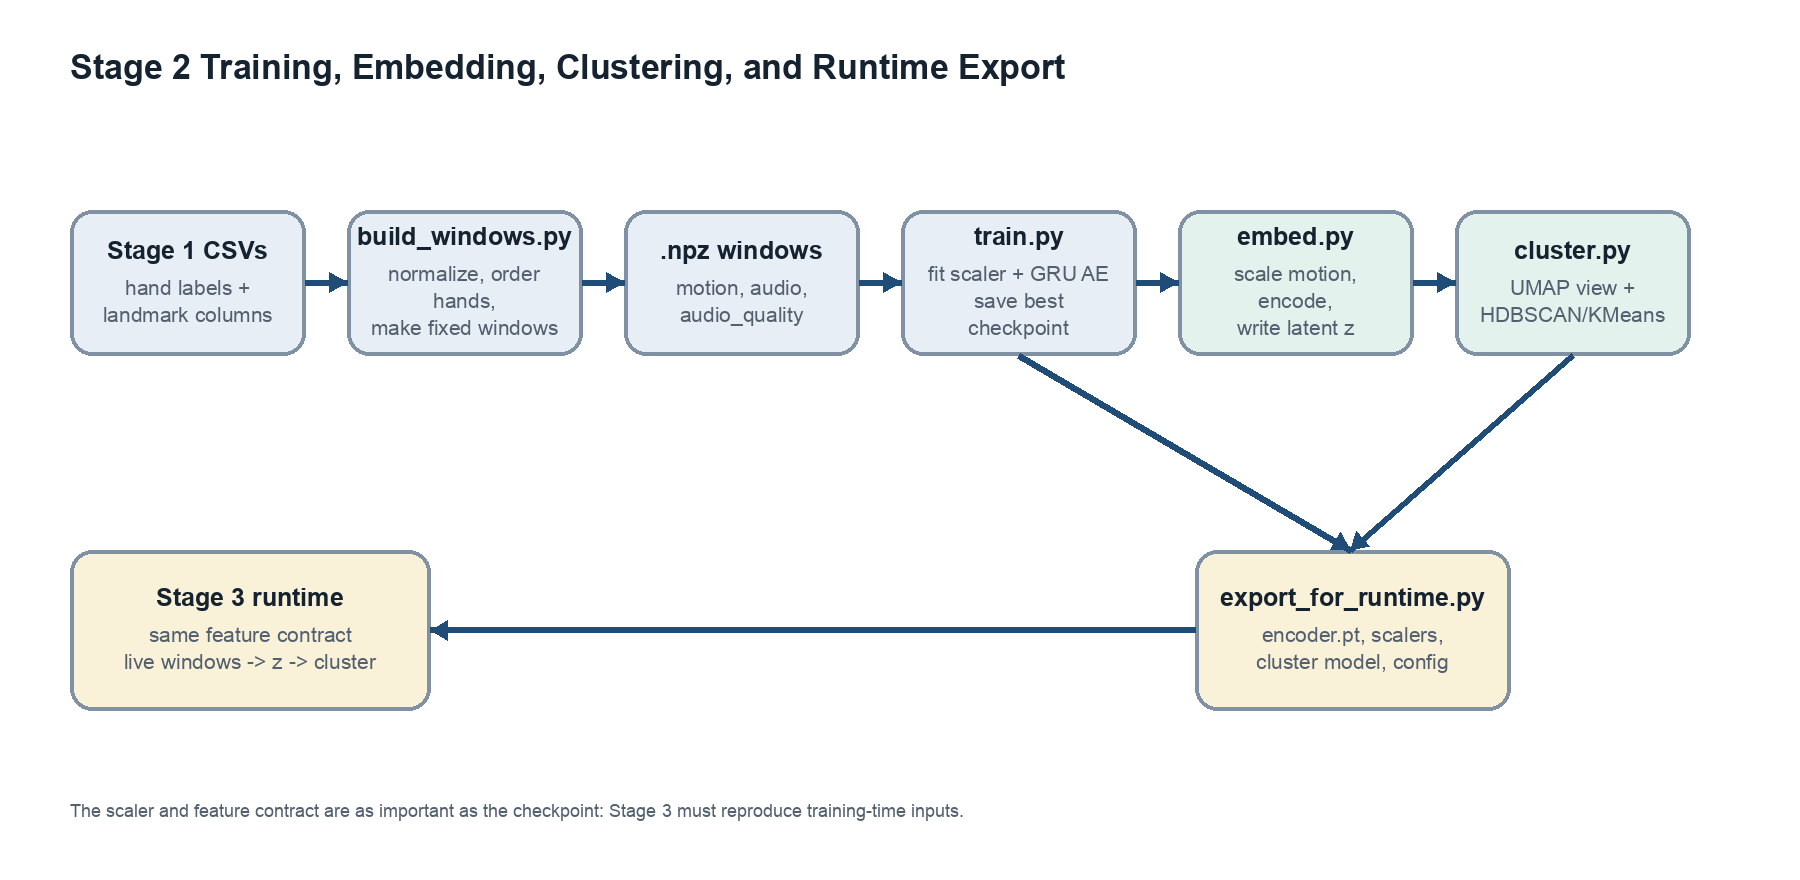 Stage 2 Training, Embedding, Clustering, and Runtime Export
Stage 1 CSVs
hand labels +
landmark columns
build_windows.py
normalize, order
hands,
make fixed windows
.npz windows
motion, audio,
audio_quality
train.py
fit scaler + GRU AE
save best
checkpoint
embed.py
scale motion,
encode,
write latent z
cluster.py
UMAP view +
HDBSCAN/KMeans
Stage 3 runtime
same feature contract
live windows -> z -> cluster
export_for_runtime.py
encoder.pt, scalers,
cluster model, config
The scaler and feature contract are as important as the checkpoint: Stage 3 must reproduce training-time inputs.